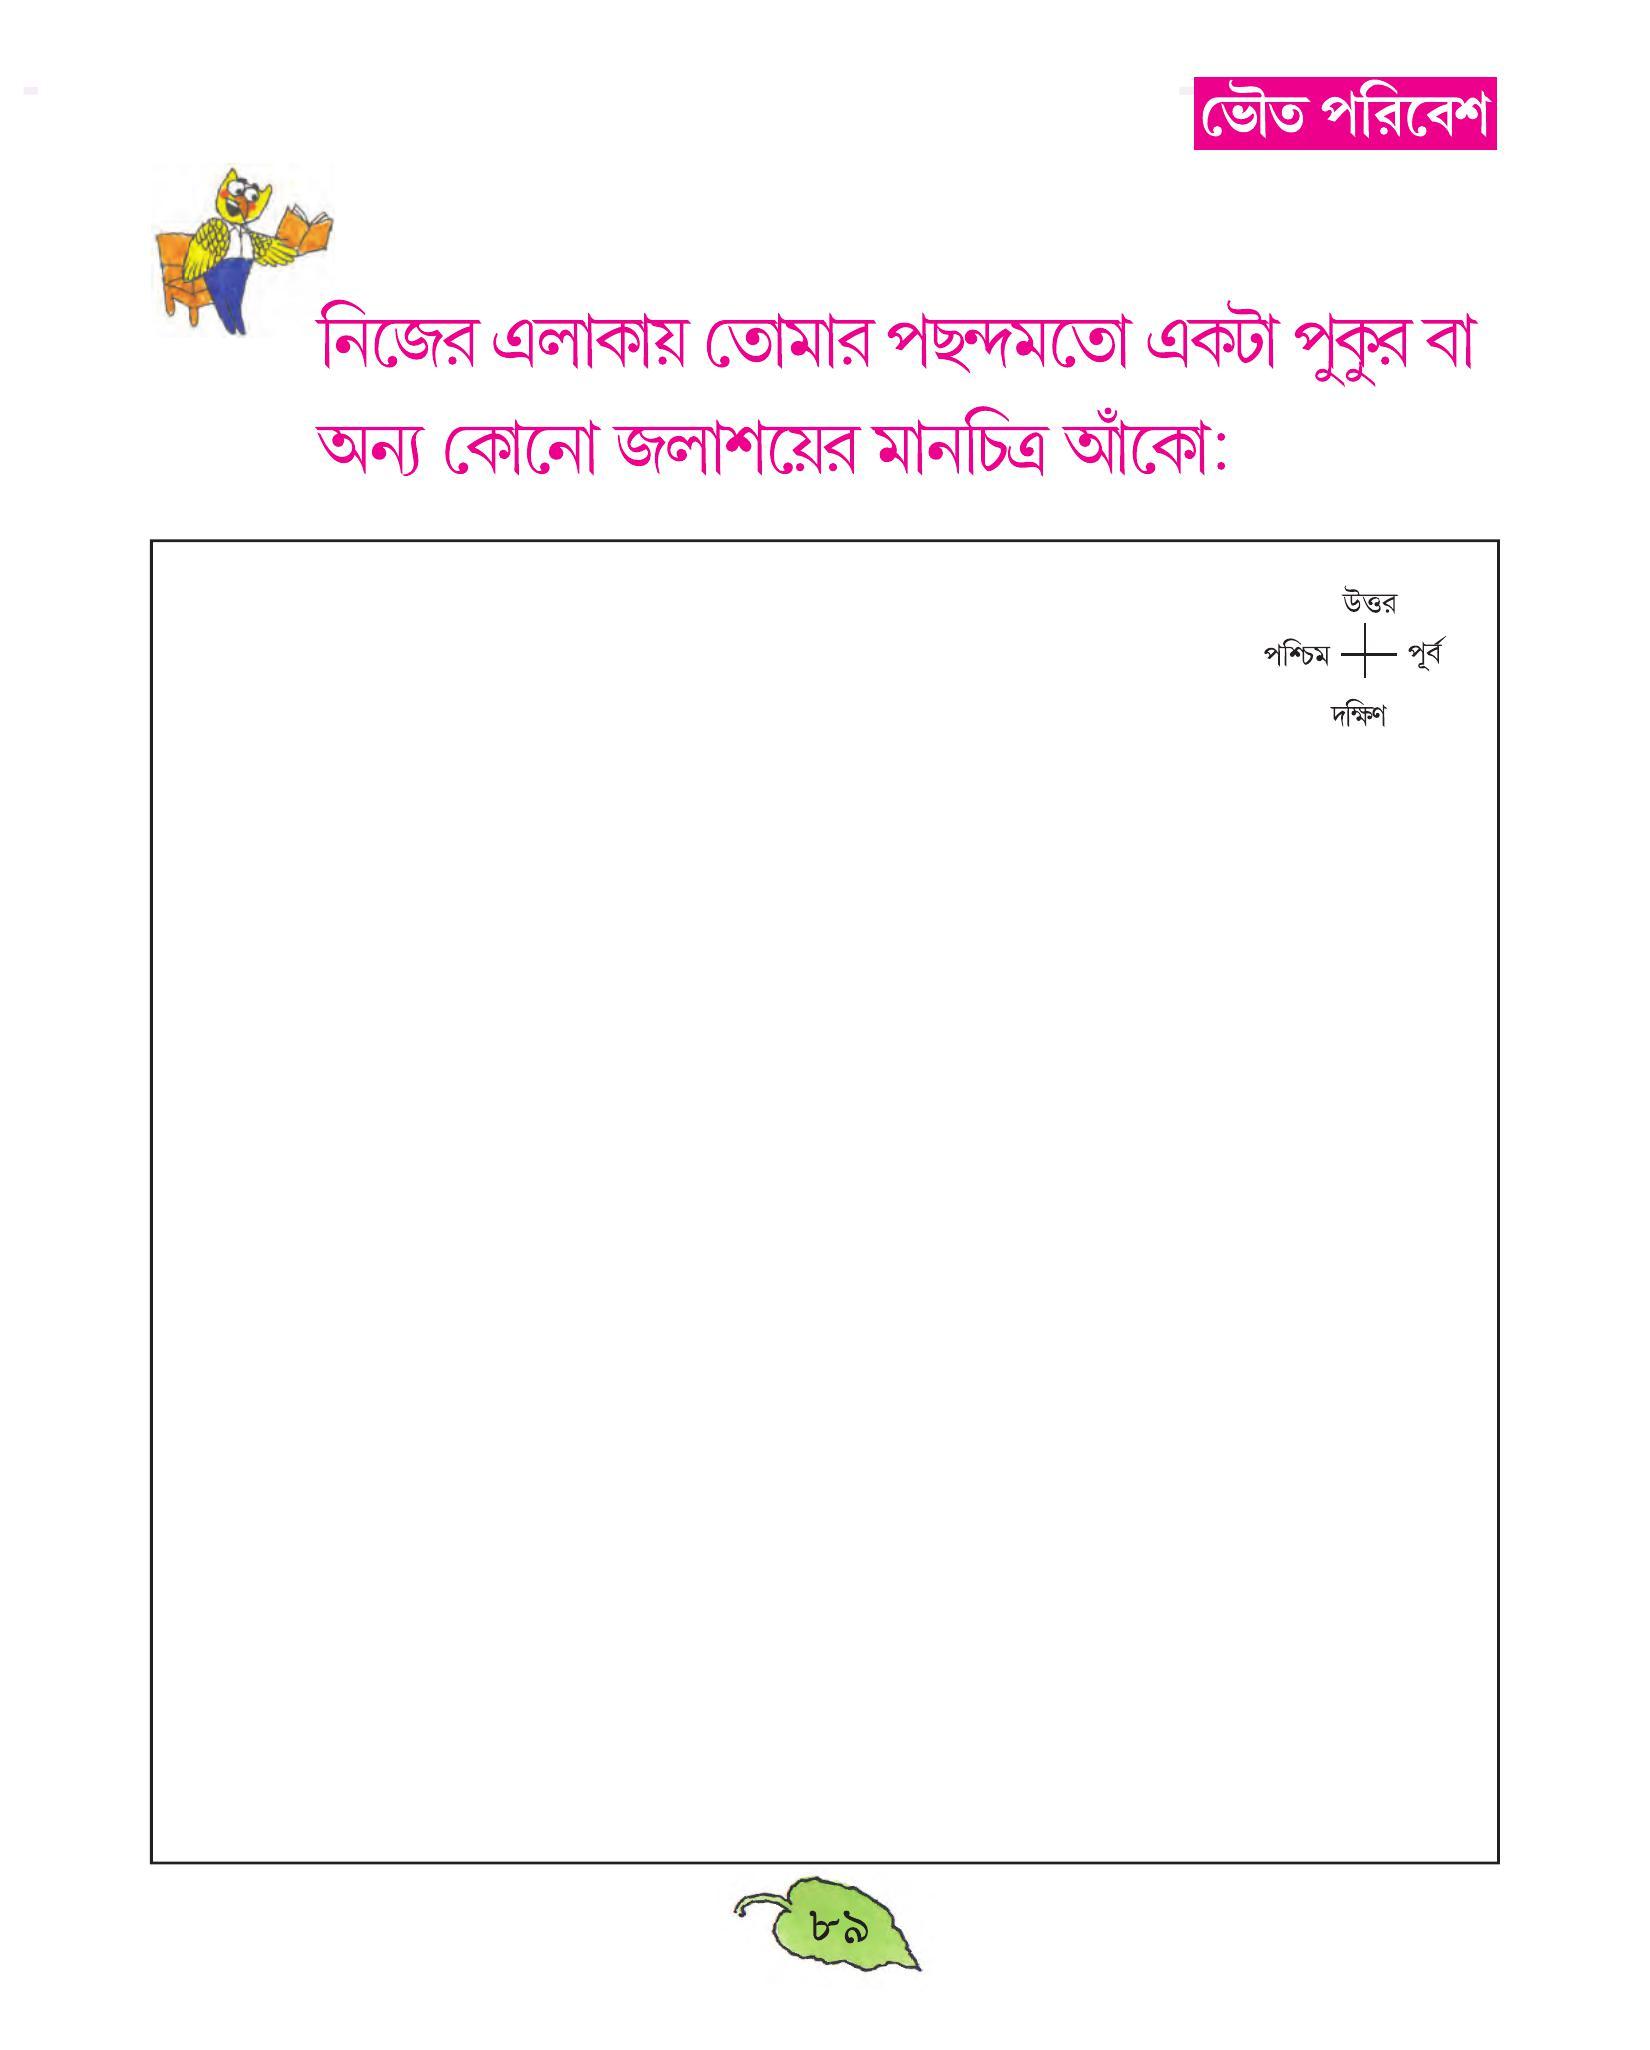 ভৌত পরিবেশ
নিজের এলাকায় তোমার পছন্দমতো একটা পুকুর বা
অন্য কোনো জলাশয়ের মানচিত্র আঁকো:
উত্তর
পশ্চিম পূর্ব
দক্ষিণ
৮৯